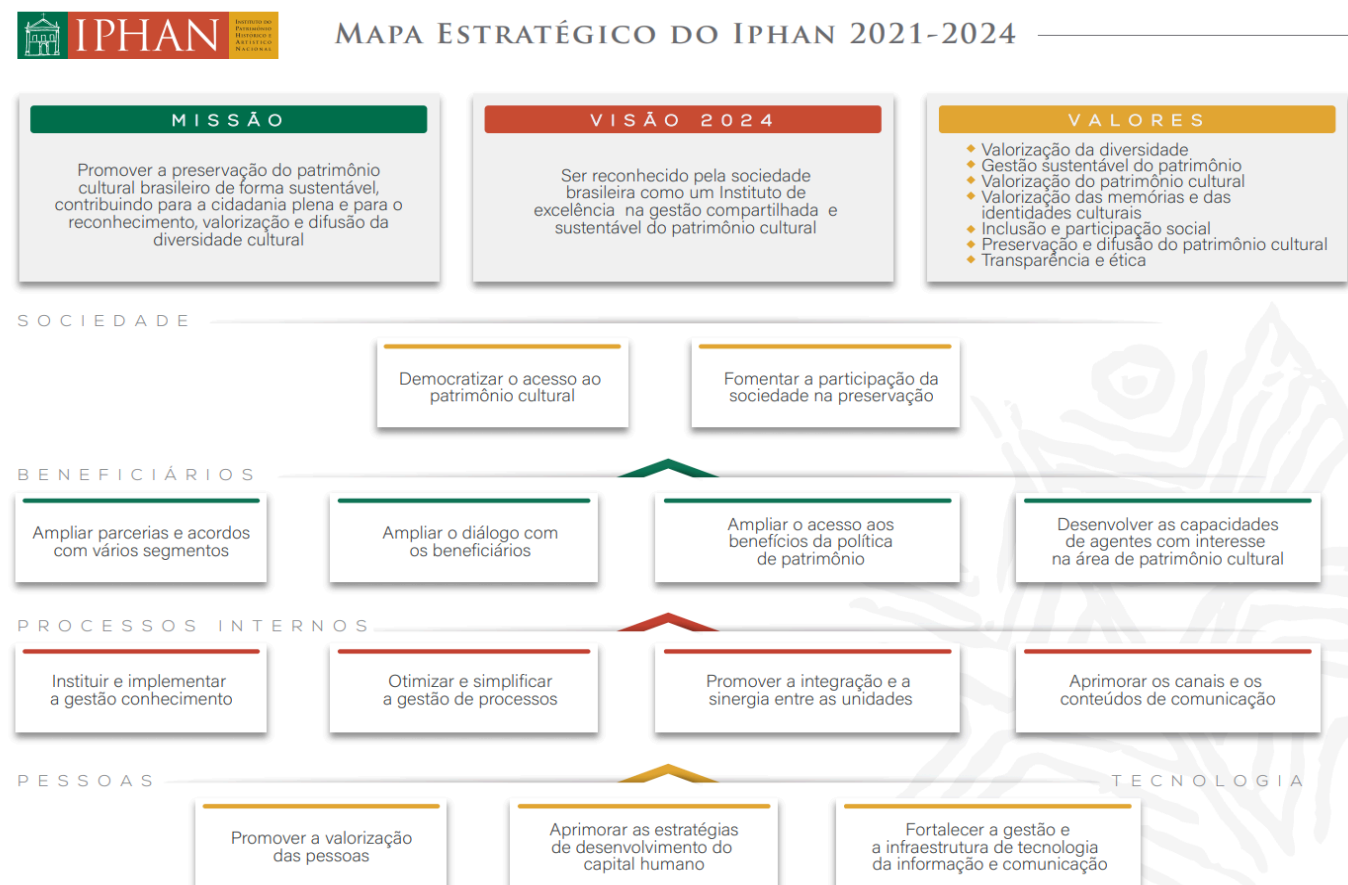 IPHAN
INSTITUTO DO
PATRIMÔNIO
HISTÓRICO E
ARTÍSTICO
NACIONAL
MAPA ESTRATÉGICO DO IPHAN 2021-2024
MISSÃO
Promover a preservação do patrimônio
cultural brasileiro de forma sustentável,
contribuindo para a cidadania plena e para o
reconhecimento, valorização e difusão da
diversidade cultural
VISÃO 2024
Ser reconhecido pela sociedade
brasileira como um Instituto de
excelência na gestão compartilhada e
sustentável do patrimônio cultural
VALORES
Valorização da diversidade
Gestão sustentável do patrimônio
Valorização do patrimônio cultural
Valorização das memórias e das
identidades culturais
Inclusão e participação social
Preservação e difusão do patrimônio cultural
Transparência e ética
SOCIEDADE
Democratizar o acesso ao
patrimônio cultural
Fomentar a participação da
sociedade na preservação
BENEFICIÁRIOS
Ampliar parcerias e acordos
com vários segmentos
Ampliar o diálogo com
os beneficiários
Ampliar o acesso aos
benefícios da política
de patrimônio
Desenvolver as capacidades
de agentes com interesse
na área de patrimônio cultural
PROCESSOS INTERNOS
Instituir e implementar
a gestão conhecimento
Otimizar e simplificar
a gestão de processos
Promover a integração e a
sinergia entre as unidades
Aprimorar os canais e os
conteúdos de comunicação
PESSOAS
TECNOLOGIA
Promover a valorização
das pessoas
Aprimorar as estratégias
de desenvolvimento do
capital humano
Fortalecer a gestão e
a infraestrutura de tecnologia
da informação e comunicação